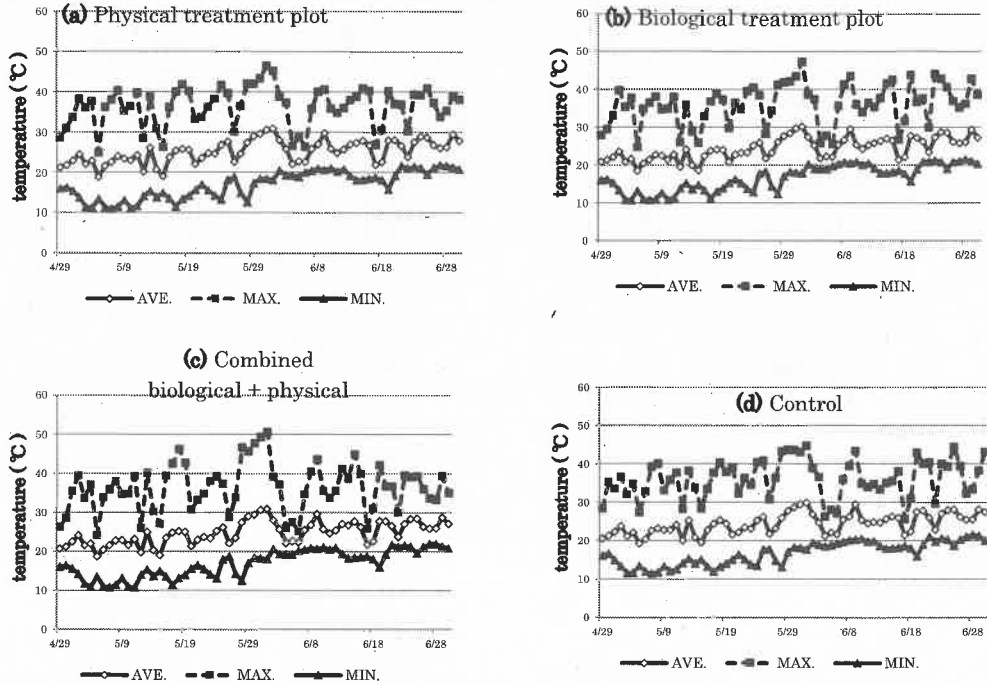 (a) Physical treatment plot
temperature (℃)
60
50
40
30
20
10
0
4/29 5/9 5/19 5/29 6/8 6/18 6/28
AVE. MAX. MIN.
(b) Biological treatment plot
temperature (℃)
60
50
40
30
20
10
0
4/29 5/9 5/19 5/29 6/8 6/18 6/28
AVE. MAX. MIN.
(c) Combined
biological + physical
temperature (℃)
60
50
40
30
20
10
0
4/29 5/9 5/19 5/29 6/8 6/18 6/28
AVE. MAX. MIN.
(d) Control
temperature (℃)
60
50
40
30
20
10
0
4/29 5/9 5/19 5/29 6/8 6/18 6/28
AVE. MAX. MIN.